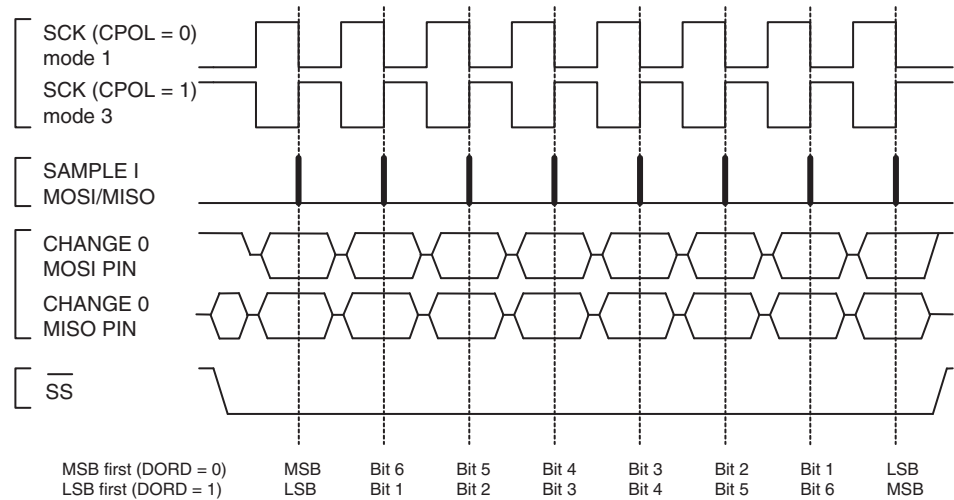 SCK (CPOL = 0)
mode 1
SCK (CPOL = 1)
mode 3
SAMPLE I
MOSI/MISO
CHANGE 0
MOSI PIN
CHANGE 0
MISO PIN
SS
MSB first (DORD = 0) MSB Bit 6 Bit 5 Bit 4 Bit 3 Bit 2 Bit 1 LSB
LSB first (DORD = 1) LSB Bit 1 Bit 2 Bit 3 Bit 4 Bit 5 Bit 6 MSB